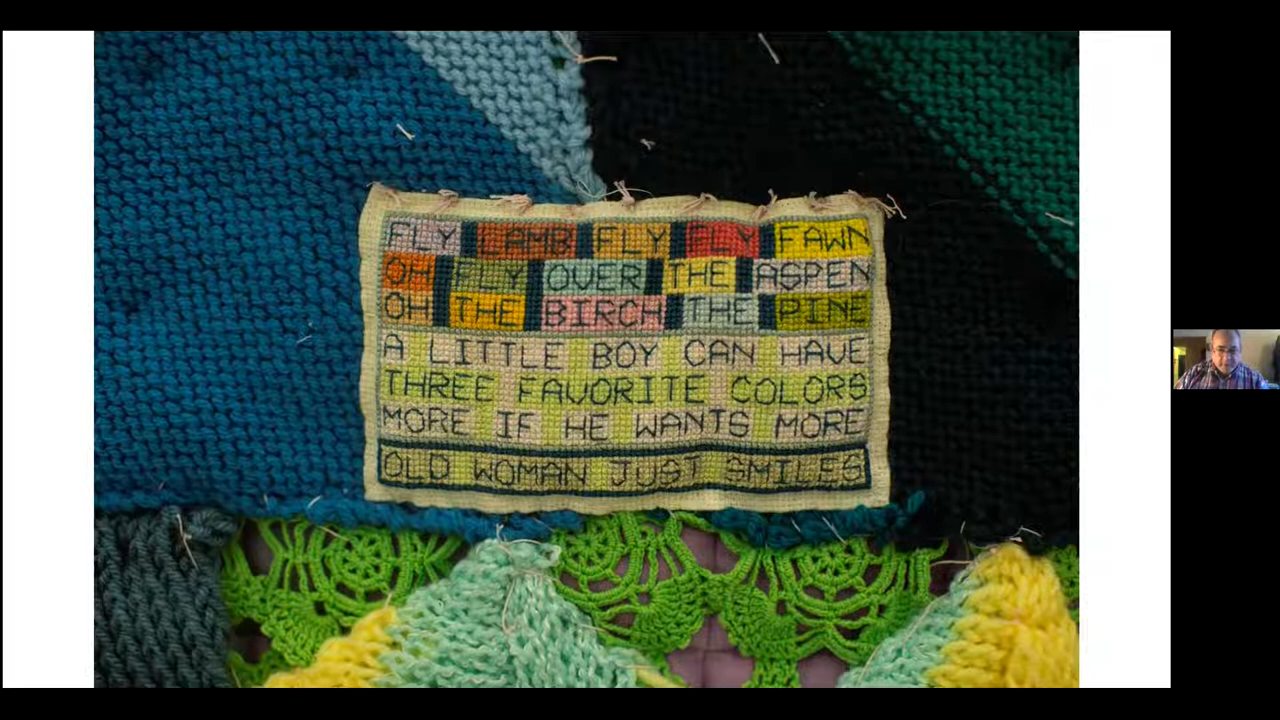 FLY LAMB FLY FLY FAWN
OH FLY OVER THE ASPEN
OH THE BIRCH THE PINE
A LITTLE BOY CAN HAVE
THREE FAVORITE COLORS
MORE IF HE WANTS MORE
OLD WOMAN JUST SMILES